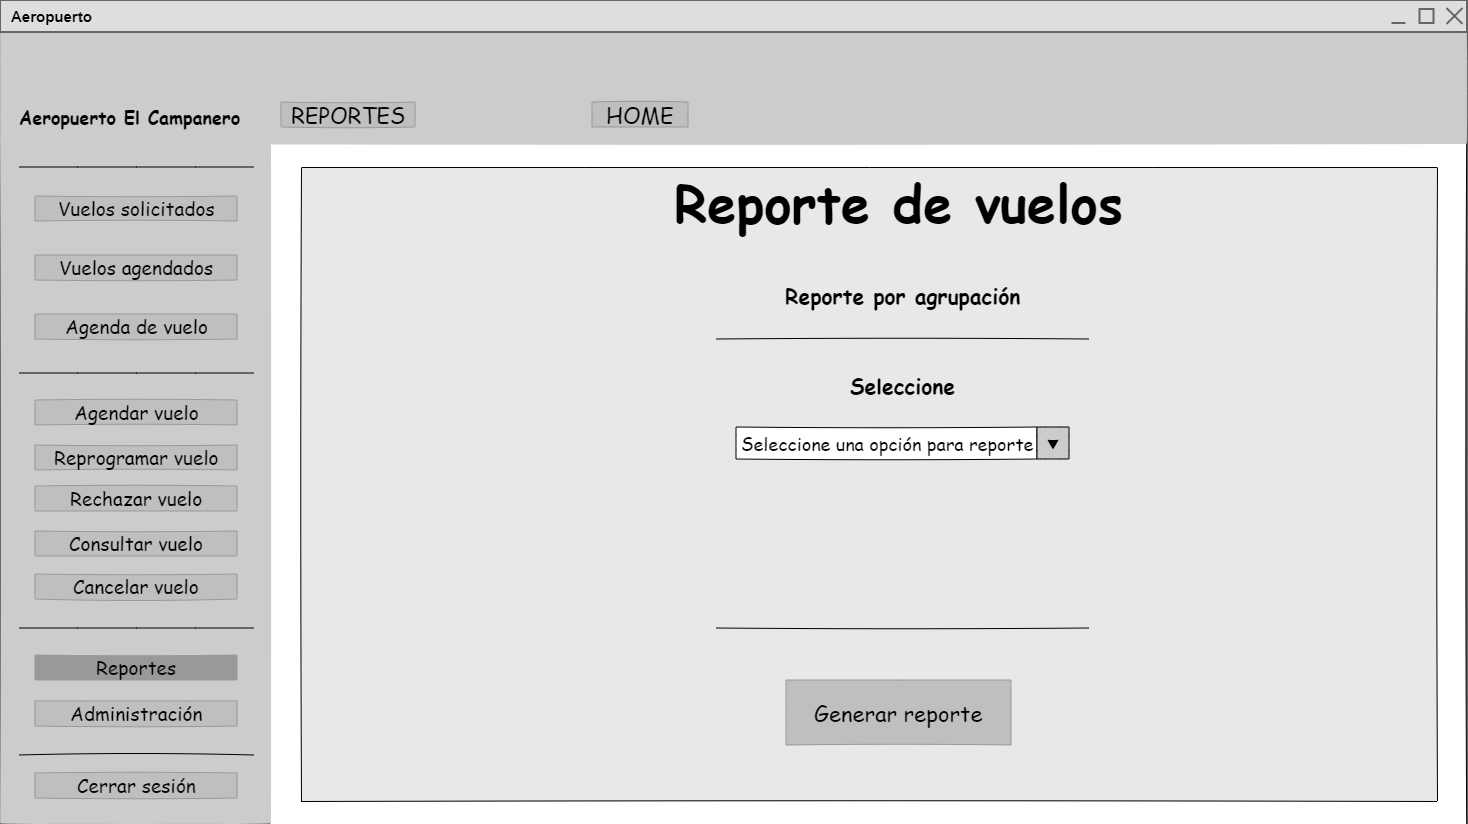 Aeropuerto
Aeropuerto El Campanero
REPORTES
HOME
Vuelos solicitados
Vuelos agendados
Agenda de vuelo
Agendar vuelo
Reprogramar vuelo
Rechazar vuelo
Consultar vuelo
Cancelar vuelo
Reportes
Administración
Cerrar sesión
Reporte de vuelos
Reporte por agrupación
Seleccione
Seleccione una opción para reporte
Generar reporte